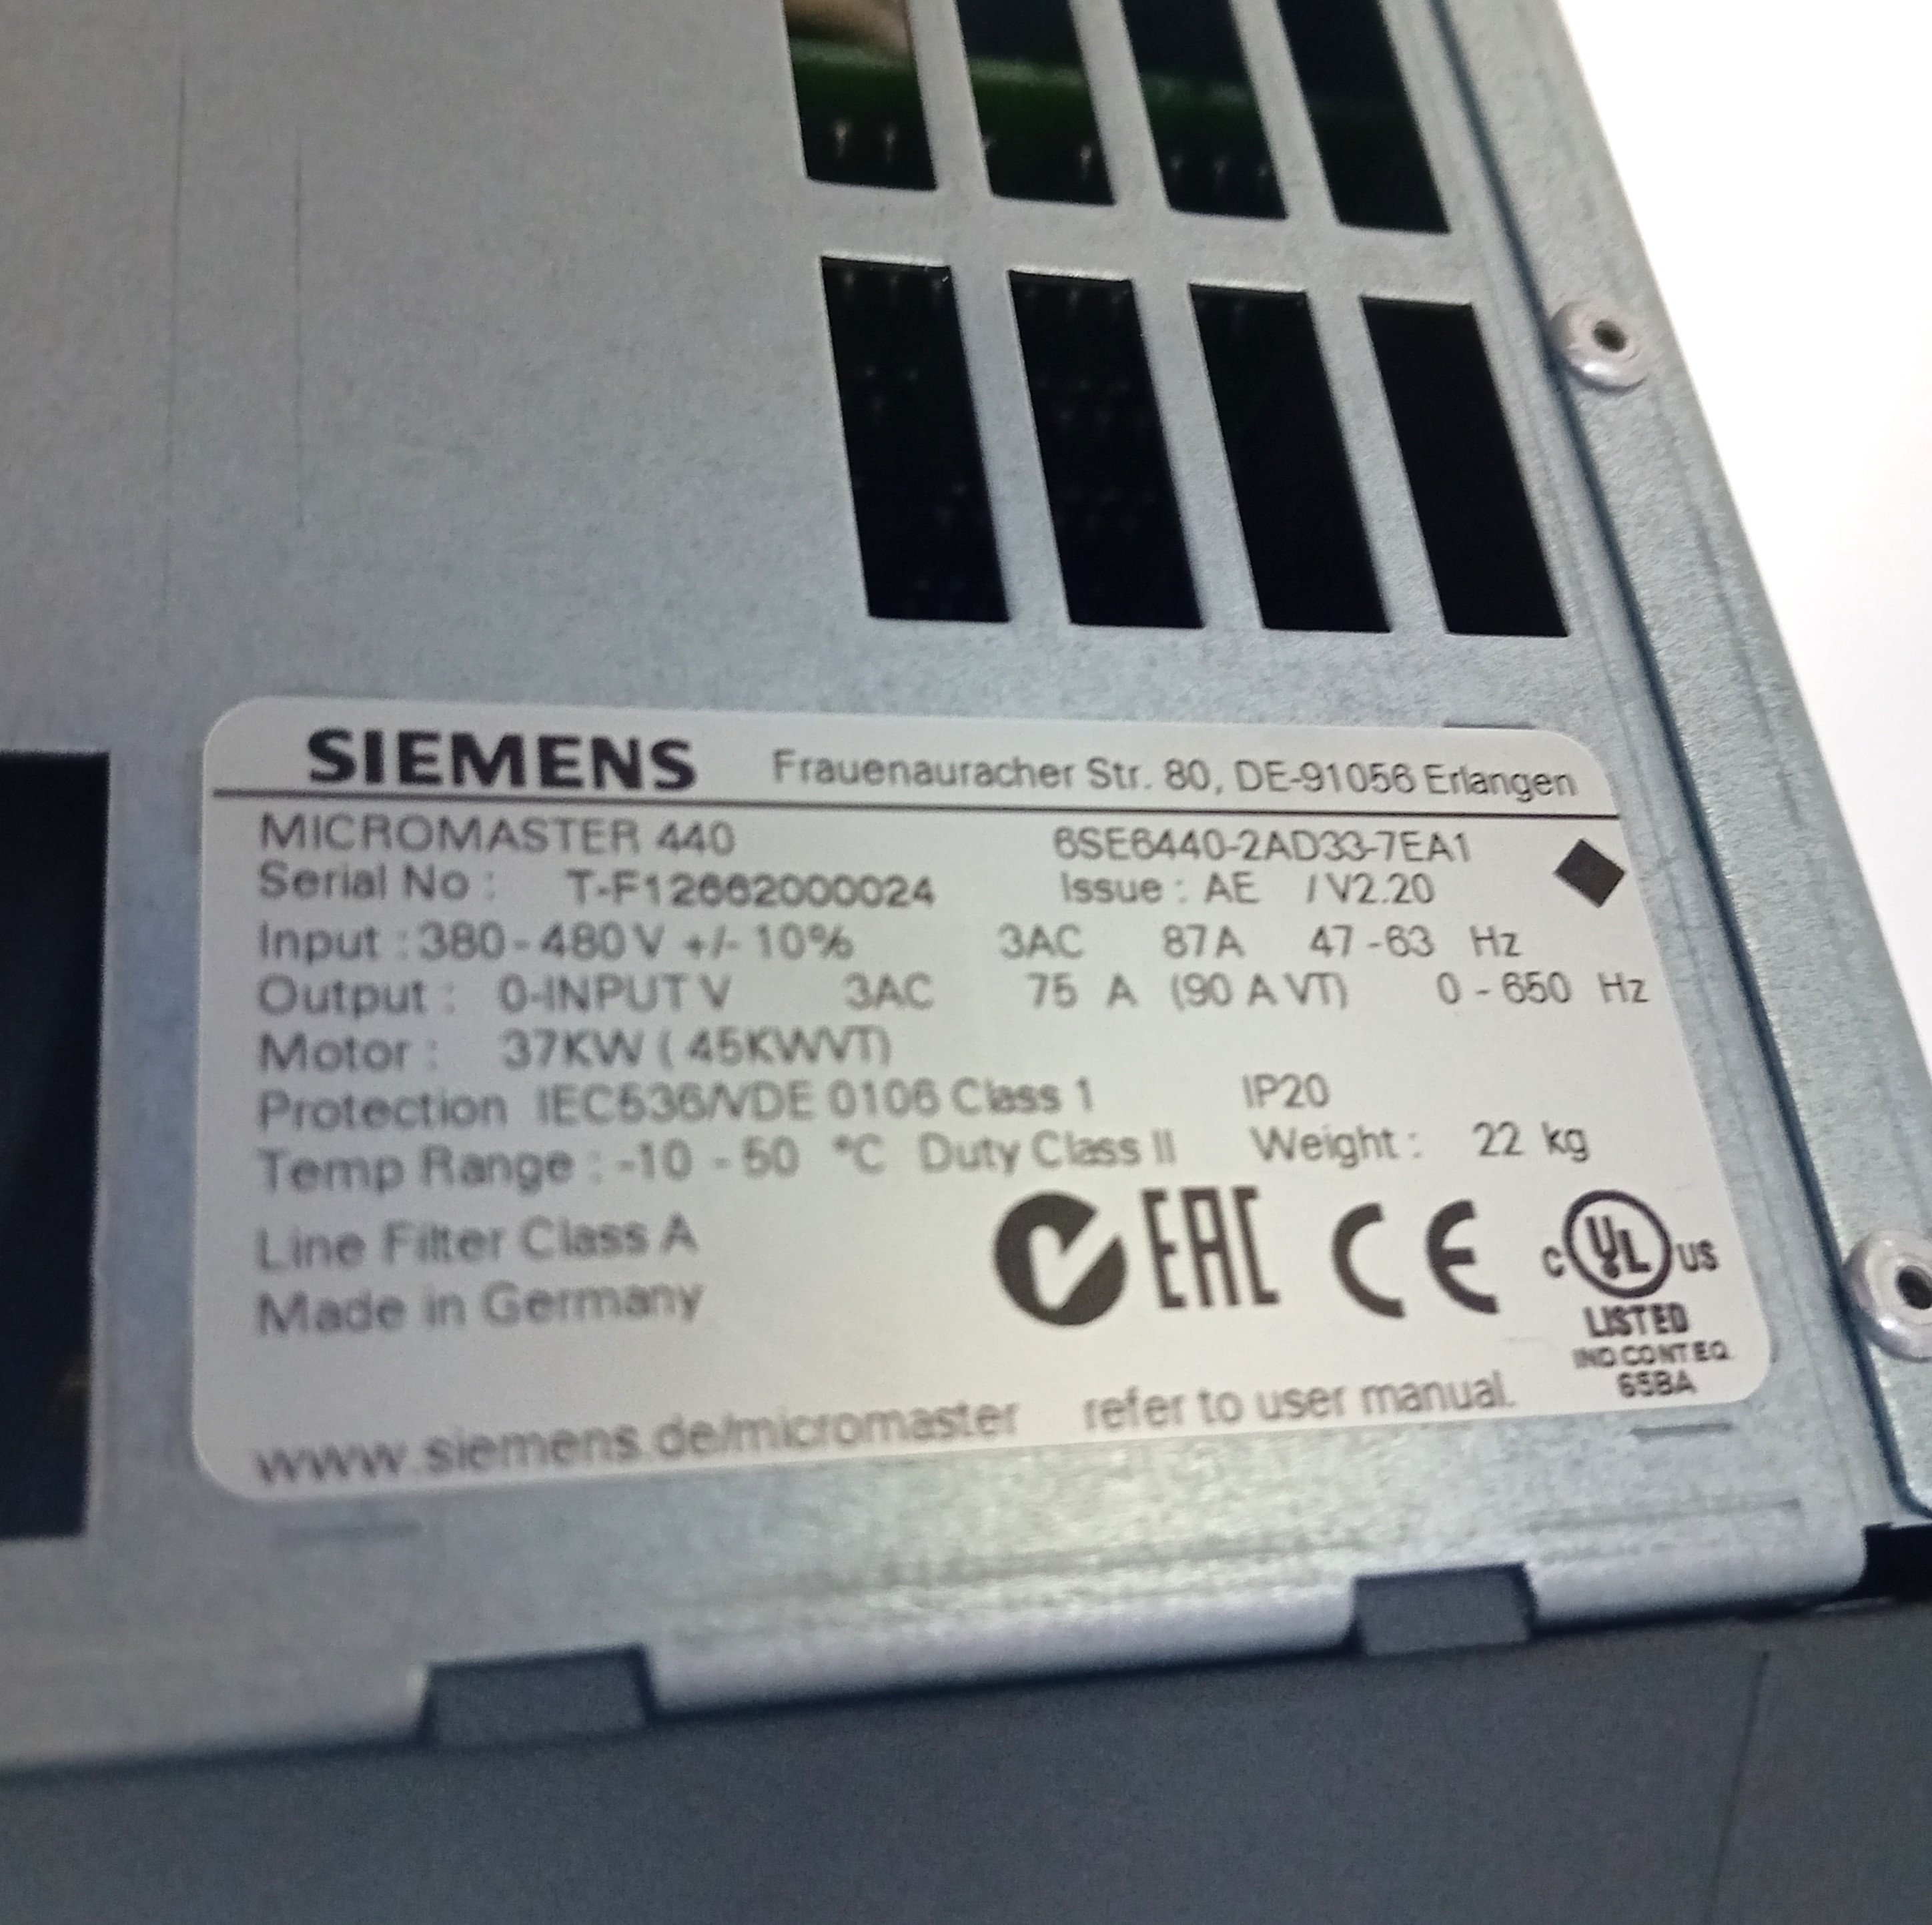 SIEMENS Frauenauracher Str. 80, DE-91056 Erlangen
MICROMASTER 440 6SE6440-2AD33-7EA1
Serial No : T-F12662000024 Issue : AE / V2.20
Input : 380 - 480 V +/- 10% 3AC 87A 47 - 63 Hz
Output : 0-INPUT V 3AC 75 A (90 A VT) 0 - 650 Hz
Motor : 37KW ( 45KWVT)
Protection IEC536/VDE 0106 Class 1 IP20
Temp Range : -10 - 50 °C Duty Class II Weight : 22 kg
Line Filter Class A
Made in Germany
EAC CE C UL US
LISTED
IND.CONT.EQ.
65BA
www.siemens.de/micromaster refer to user manual.